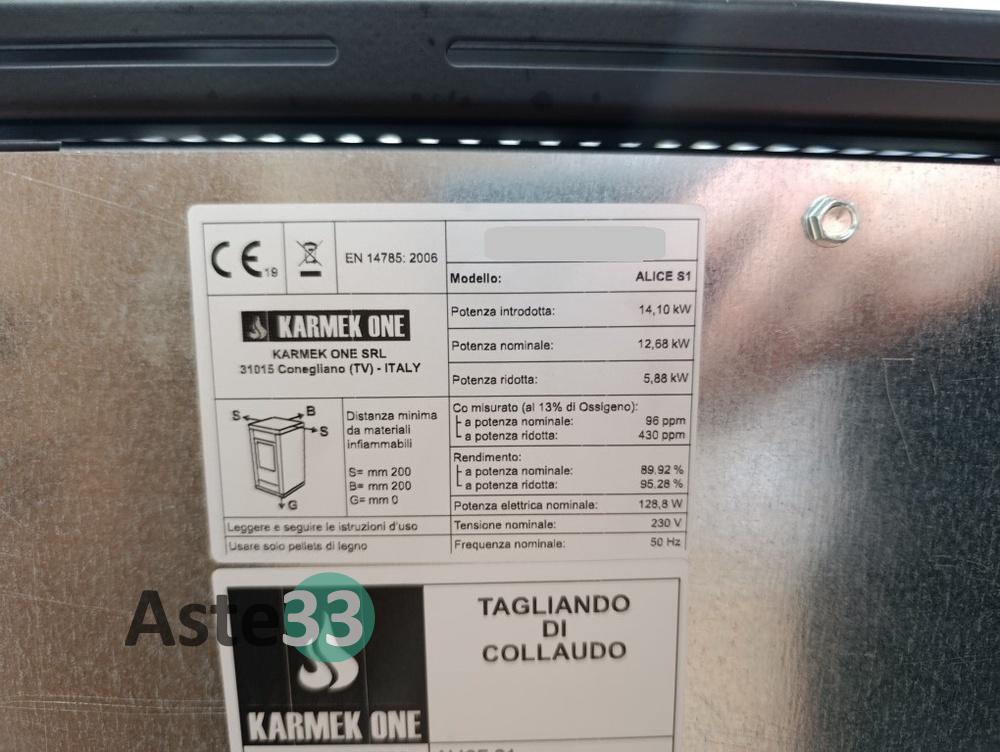 CE 19
EN 14785: 2006
Modello: ALICE S1
Potenza introdotta: 14,10 kW
Potenza nominale: 12,68 kW
Potenza ridotta: 5,88 kW
KARMEK ONE
KARMEK ONE SRL
31015 Conegliano (TV) - ITALY
S B S G
Distanza minima
da materiali
infiammabili
S= mm 200
B= mm 200
G= mm 0
Co misurato (al 13% di Ossigeno):
a potenza nominale: 96 ppm
a potenza ridotta: 430 ppm
Rendimento:
a potenza nominale: 89.92 %
a potenza ridotta: 95.28 %
Potenza elettrica nominale: 128,8 W
Tensione nominale: 230 V
Frequenza nominale: 50 Hz
Leggere e seguire le istruzioni d'uso
Usare solo pellets di legno
Aste33
KARMEK ONE
TAGLIANDO
DI
COLLAUDO